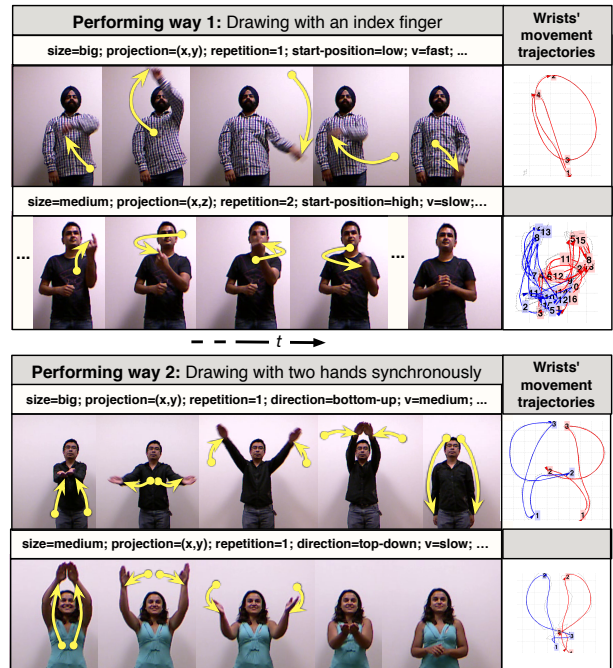 Performing way 1: Drawing with an index finger
Wrists'
movement
trajectories
size=big; projection=(x,y); repetition=1; start-position=low; v=fast; ...
size=medium; projection=(x,z); repetition=2; start-position=high; v=slow;…
...
...
t
Performing way 2: Drawing with two hands synchronously
Wrists'
movement
trajectories
size=big; projection=(x,y); repetition=1; direction=bottom-up; v=medium; ...
size=medium; projection=(x,y); repetition=1; direction=top-down; v=slow; …